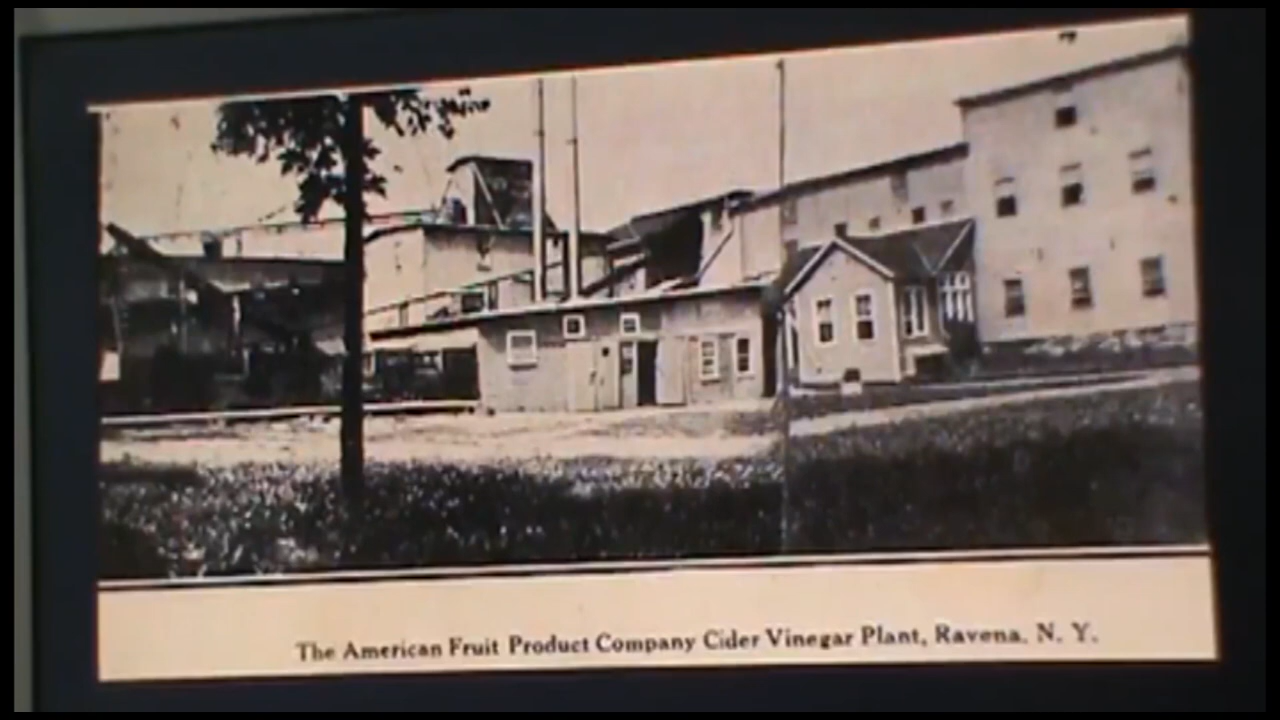 The American Fruit Product Company Cider Vinegar Plant, Ravena, N. Y.